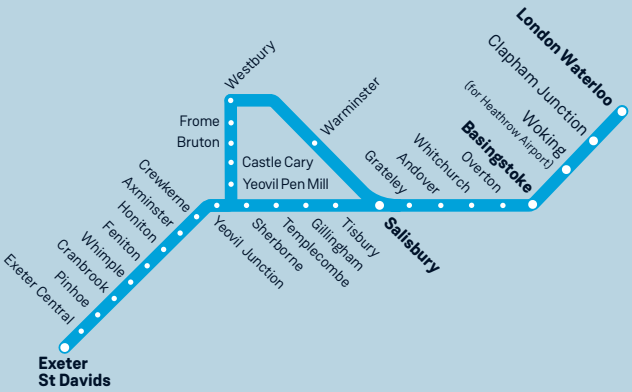 London Waterloo
Clapham Junction
Woking
(for Heathrow Airport)
Basingstoke
Overton
Whitchurch
Andover
Grateley
Salisbury
Warminster
Westbury
Frome
Bruton
Castle Cary
Yeovil Pen Mill
Tisbury
Gillingham
Templecombe
Sherborne
Yeovil Junction
Crewkerne
Axminster
Honiton
Feniton
Whimple
Cranbrook
Pinhoe
Exeter Central
Exeter
St Davids